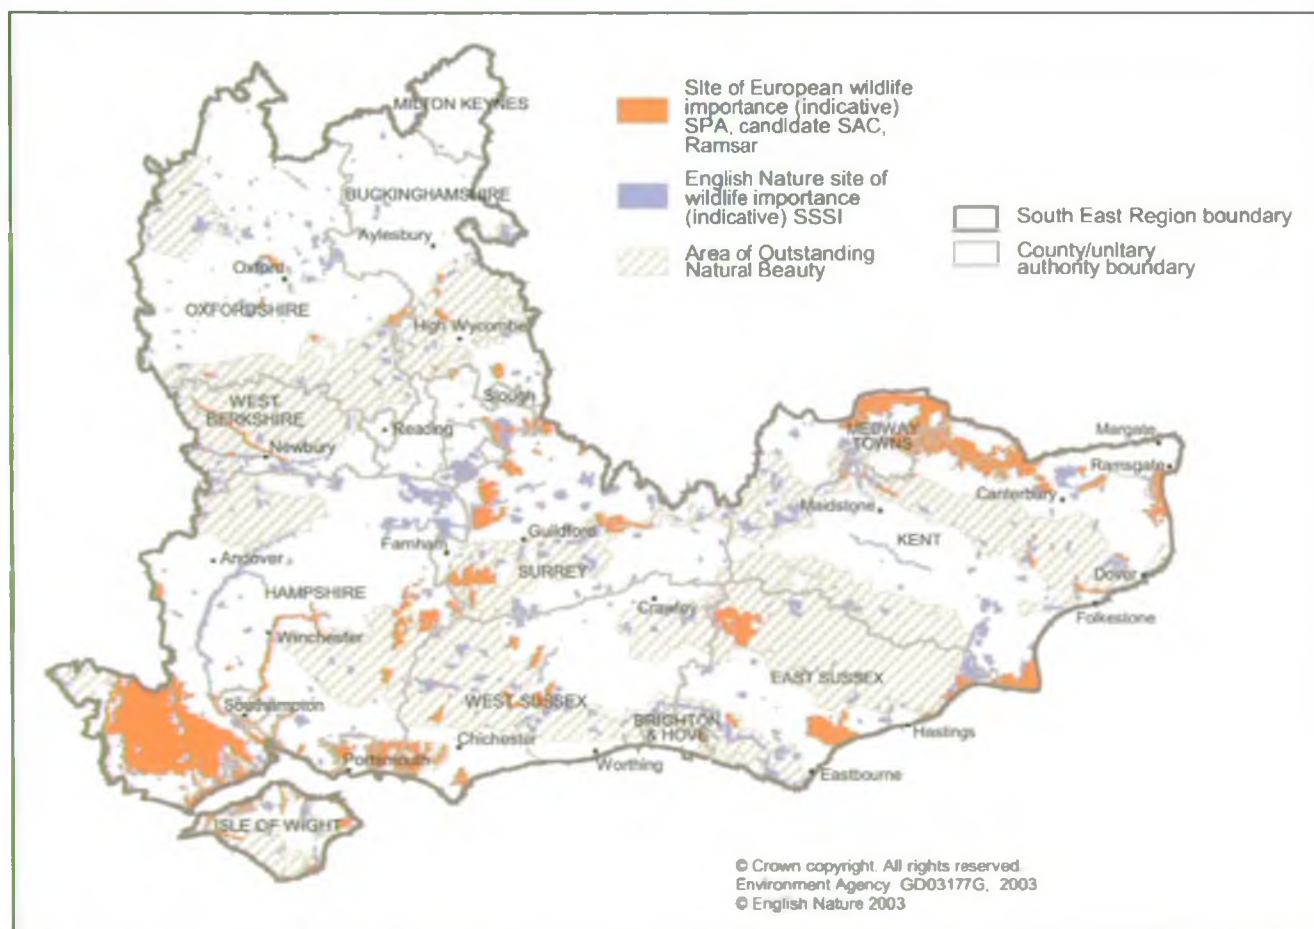 Site of European wildlife
importance (indicative)
SPA, candidate SAC,
Ramsar
English Nature site of
wildlife importance
(indicative) SSSI
Area of Outstanding
Natural Beauty
South East Region boundary
County/unitary
authority boundary
MILTON KEYNES
BUCKINGHAMSHIRE
Aylesbury
Oxford
OXFORDSHIRE
High Wycombe
WEST
BERKSHIRE
Slough
Reading
Newbury
MEDWAY
TOWNS
Margate
Ramsgate
Canterbury
Maidstone
KENT
Guildford
Farnham
Andover
SURREY
Dover
HAMPSHIRE
Crawley
Folkestone
Winchester
EAST SUSSEX
WEST SUSSEX
Southampton
BRIGHTON
& HOVE
Hastings
Chichester
Portsmouth
Worthing
Eastbourne
ISLE OF WIGHT
© Crown copyright. All rights reserved.
Environment Agency GD03177G, 2003
© English Nature 2003